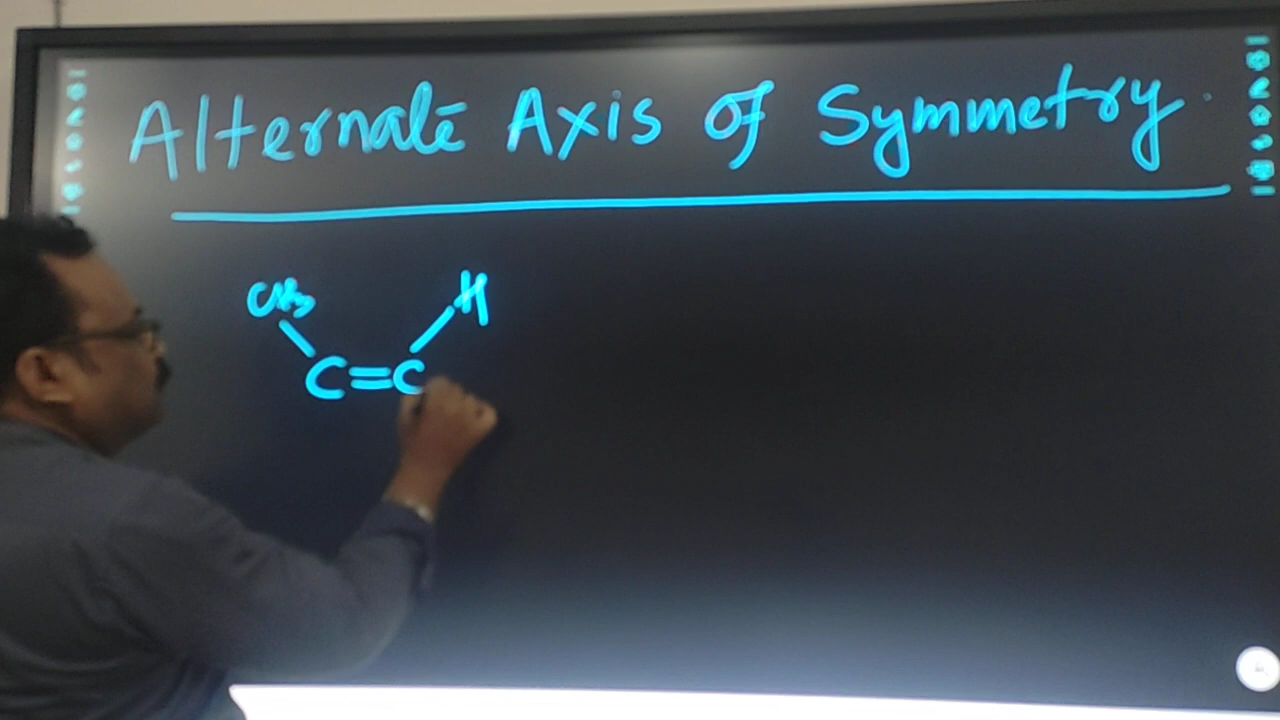 Alternate Axis of Symmetry.
CH3 H
C=C